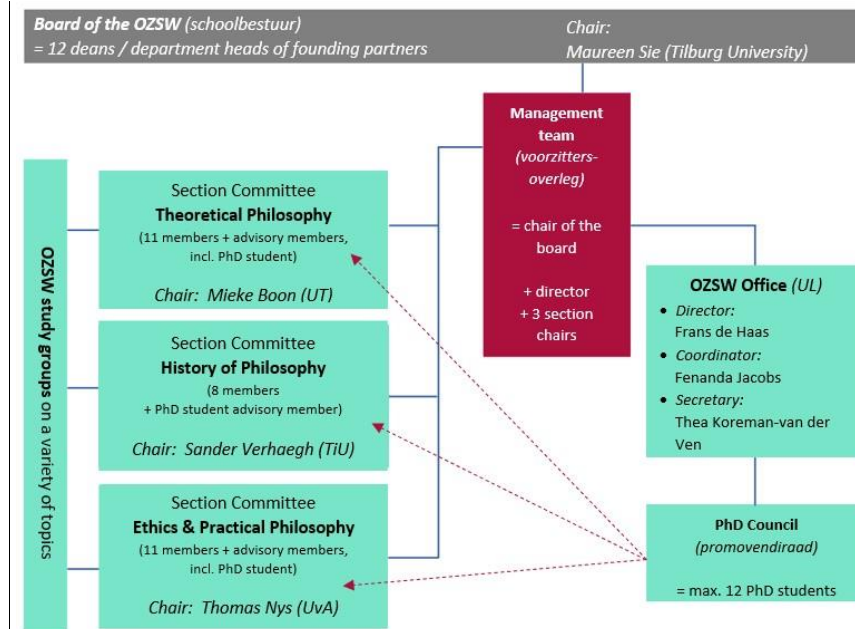 Board of the OZSW (schoolbestuur)
= 12 deans / department heads of founding partners
Chair:
Maureen Sie (Tilburg University)
Management
team
(voorzitters-
overleg)
= chair of the
board
+ director
+ 3 section
chairs
OZSW study groups on a variety of topics
Section Committee
Theoretical Philosophy
(11 members + advisory members,
incl. PhD student)
Chair: Mieke Boon (UT)
Section Committee
History of Philosophy
(8 members
+ PhD student advisory member)
Chair: Sander Verhaegh (TiU)
Section Committee
Ethics & Practical Philosophy
(11 members + advisory members,
incl. PhD student)
Chair: Thomas Nys (UvA)
OZSW Office (UL)
• Director:
Frans de Haas
• Coordinator:
Fenanda Jacobs
• Secretary:
Thea Koreman-van der
Ven
PhD Council
(promovendiraad)
= max. 12 PhD students